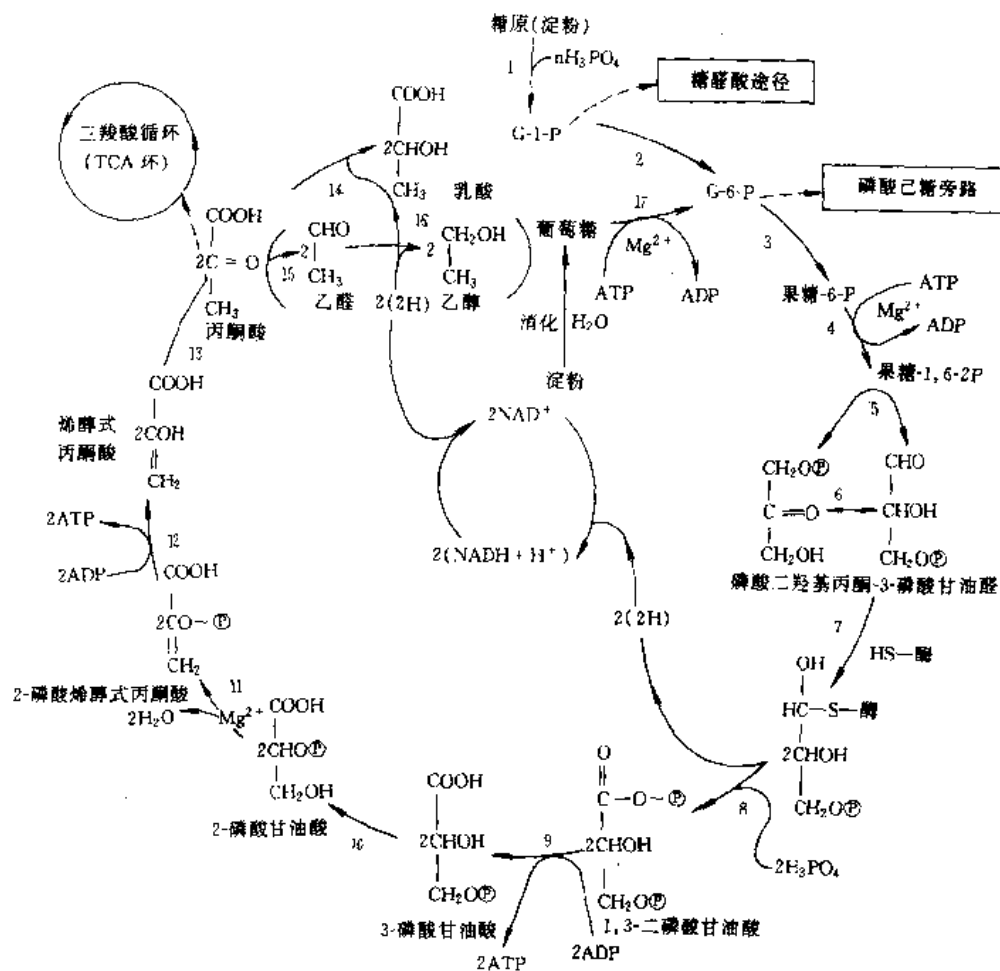 糖原(淀粉)
1
nH₃PO₄
糖醛酸途径
G-1-P
2
G-6-P
磷酸己糖旁路
三羧酸循环
(TCA 环)
COOH
2CHOH
CH₃
乳酸
14
COOH
2C=O
CH₃
丙酮酸
15
2
CHO
CH₃
乙醛
16
2
CH₂OH
CH₃
乙醇
2(2H)
葡萄糖
17
Mg²⁺
ATP
ADP
消化
H₂O
淀粉
3
果糖-6-P
4
ATP
Mg²⁺
ADP
果糖-1,6-2P
5
CH₂OⓅ
C=O
CH₂OH
6
CHO
CHOH
CH₂OⓅ
磷酸二羟基丙酮-3-磷酸甘油醛
7
HS-酶
OH
HC-S-酶
2CHOH
CH₂OⓅ
8
2H₃PO₄
2(2H)
2NAD⁺
2(NADH+H⁺)
O
C-O~Ⓟ
2CHOH
CH₂OⓅ
1,3-二磷酸甘油酸
9
2ADP
2ATP
COOH
2CHOH
CH₂OⓅ
3-磷酸甘油酸
10
COOH
2CHOⓅ
CH₂OH
2-磷酸甘油酸
11
Mg²⁺
2H₂O
COOH
2CO~Ⓟ
CH₂
2-磷酸烯醇式丙酮酸
12
2ADP
2ATP
COOH
2COH
CH₂
烯醇式
丙酮酸
13